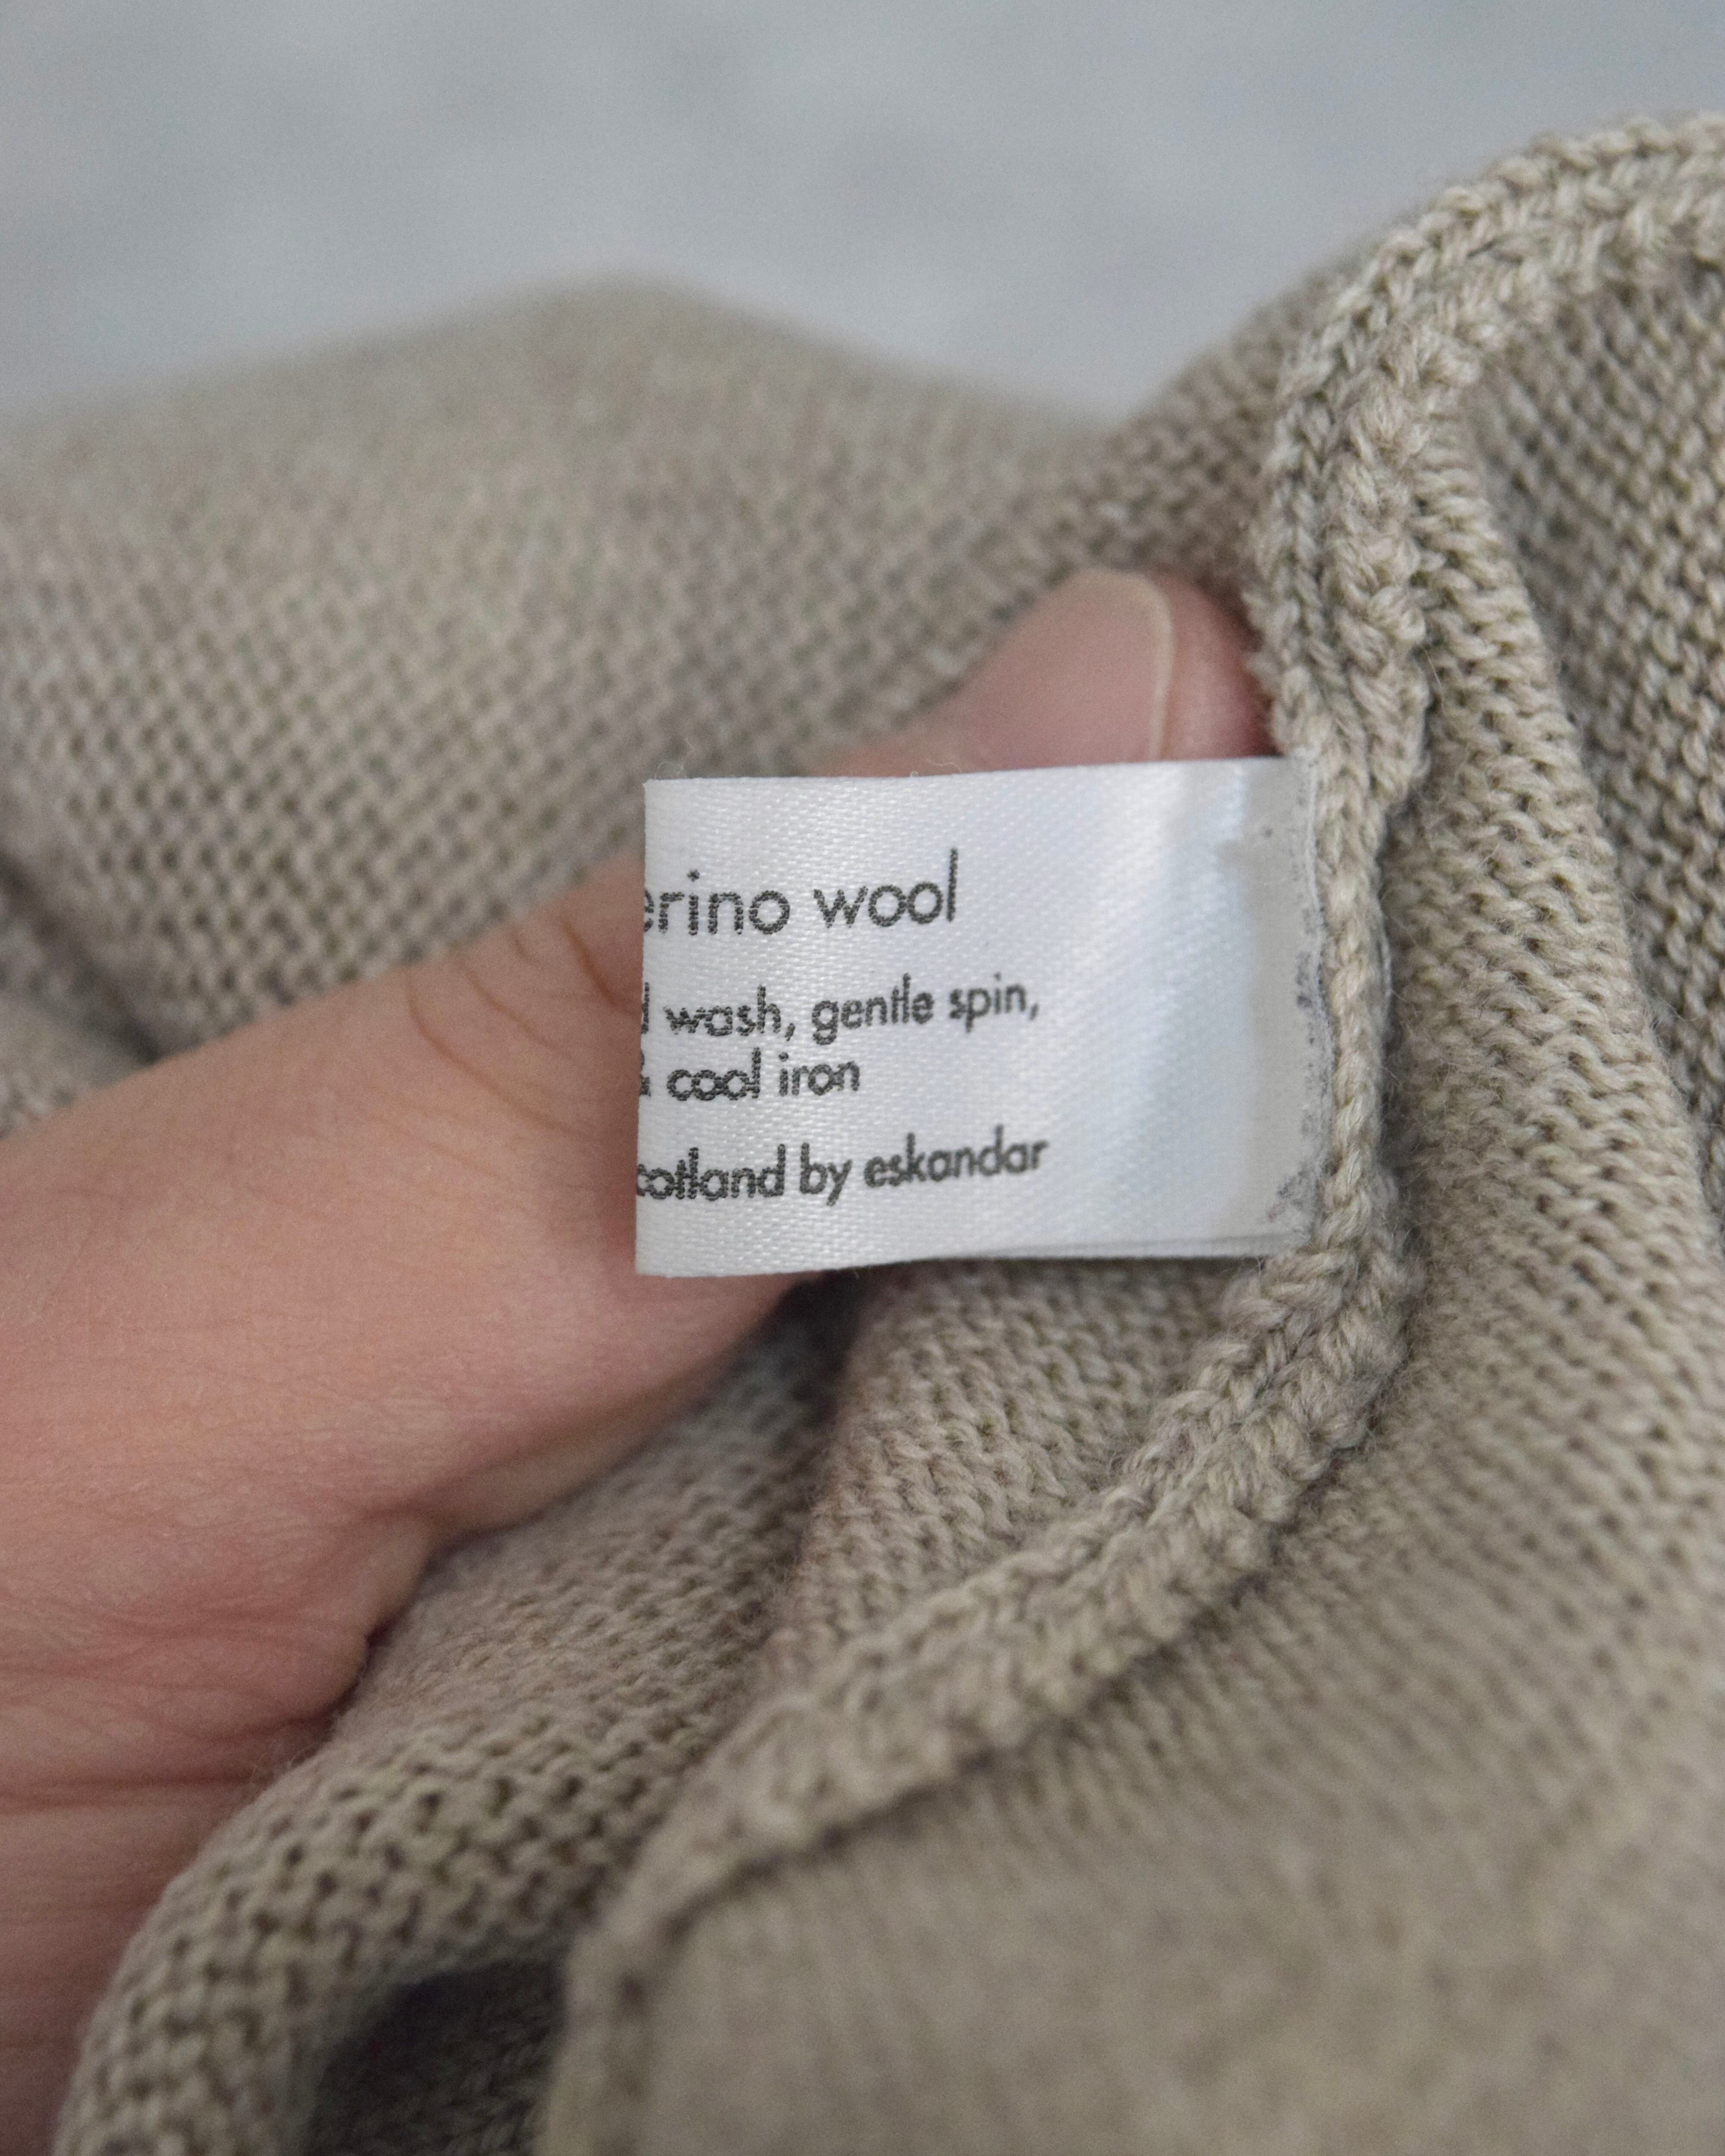 erino wool
wash, gentle spin,
& cool iron
cotland by eskandar